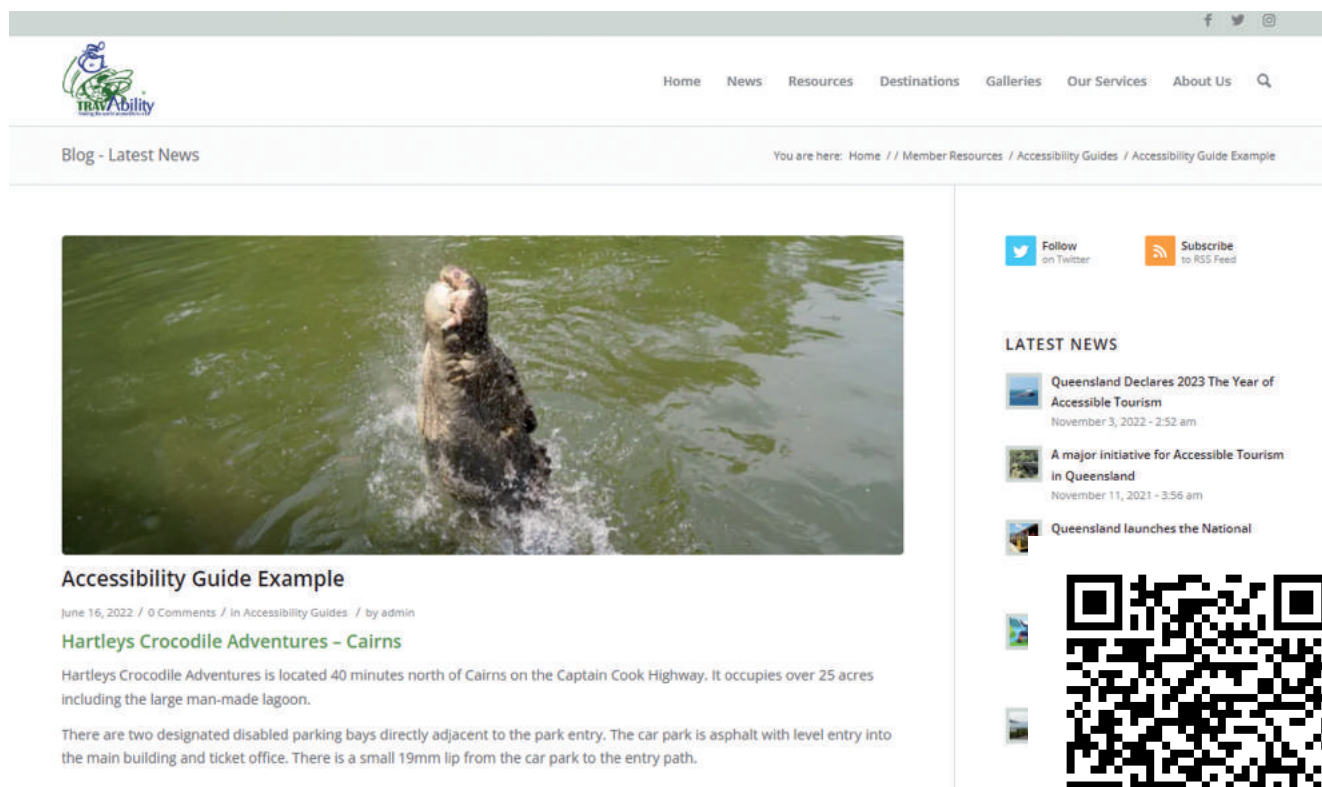 TRAVAbility
Home News Resources Destinations Galleries Our Services About Us
Blog - Latest News
You are here: Home / / Member Resources / Accessibility Guides / Accessibility Guide Example
Accessibility Guide Example
June 16, 2022 / 0 Comments / in Accessibility Guides / by admin
Hartleys Crocodile Adventures – Cairns
Hartleys Crocodile Adventures is located 40 minutes north of Cairns on the Captain Cook Highway. It occupies over 25 acres
including the large man-made lagoon.
There are two designated disabled parking bays directly adjacent to the park entry. The car park is asphalt with level entry into
the main building and ticket office. There is a small 19mm lip from the car park to the entry path.
Follow
on Twitter
Subscribe
to RSS Feed
LATEST NEWS
Queensland Declares 2023 The Year of
Accessible Tourism
November 3, 2022 - 2:52 am
A major initiative for Accessible Tourism
in Queensland
November 11, 2021 - 3:56 am
Queensland launches the National